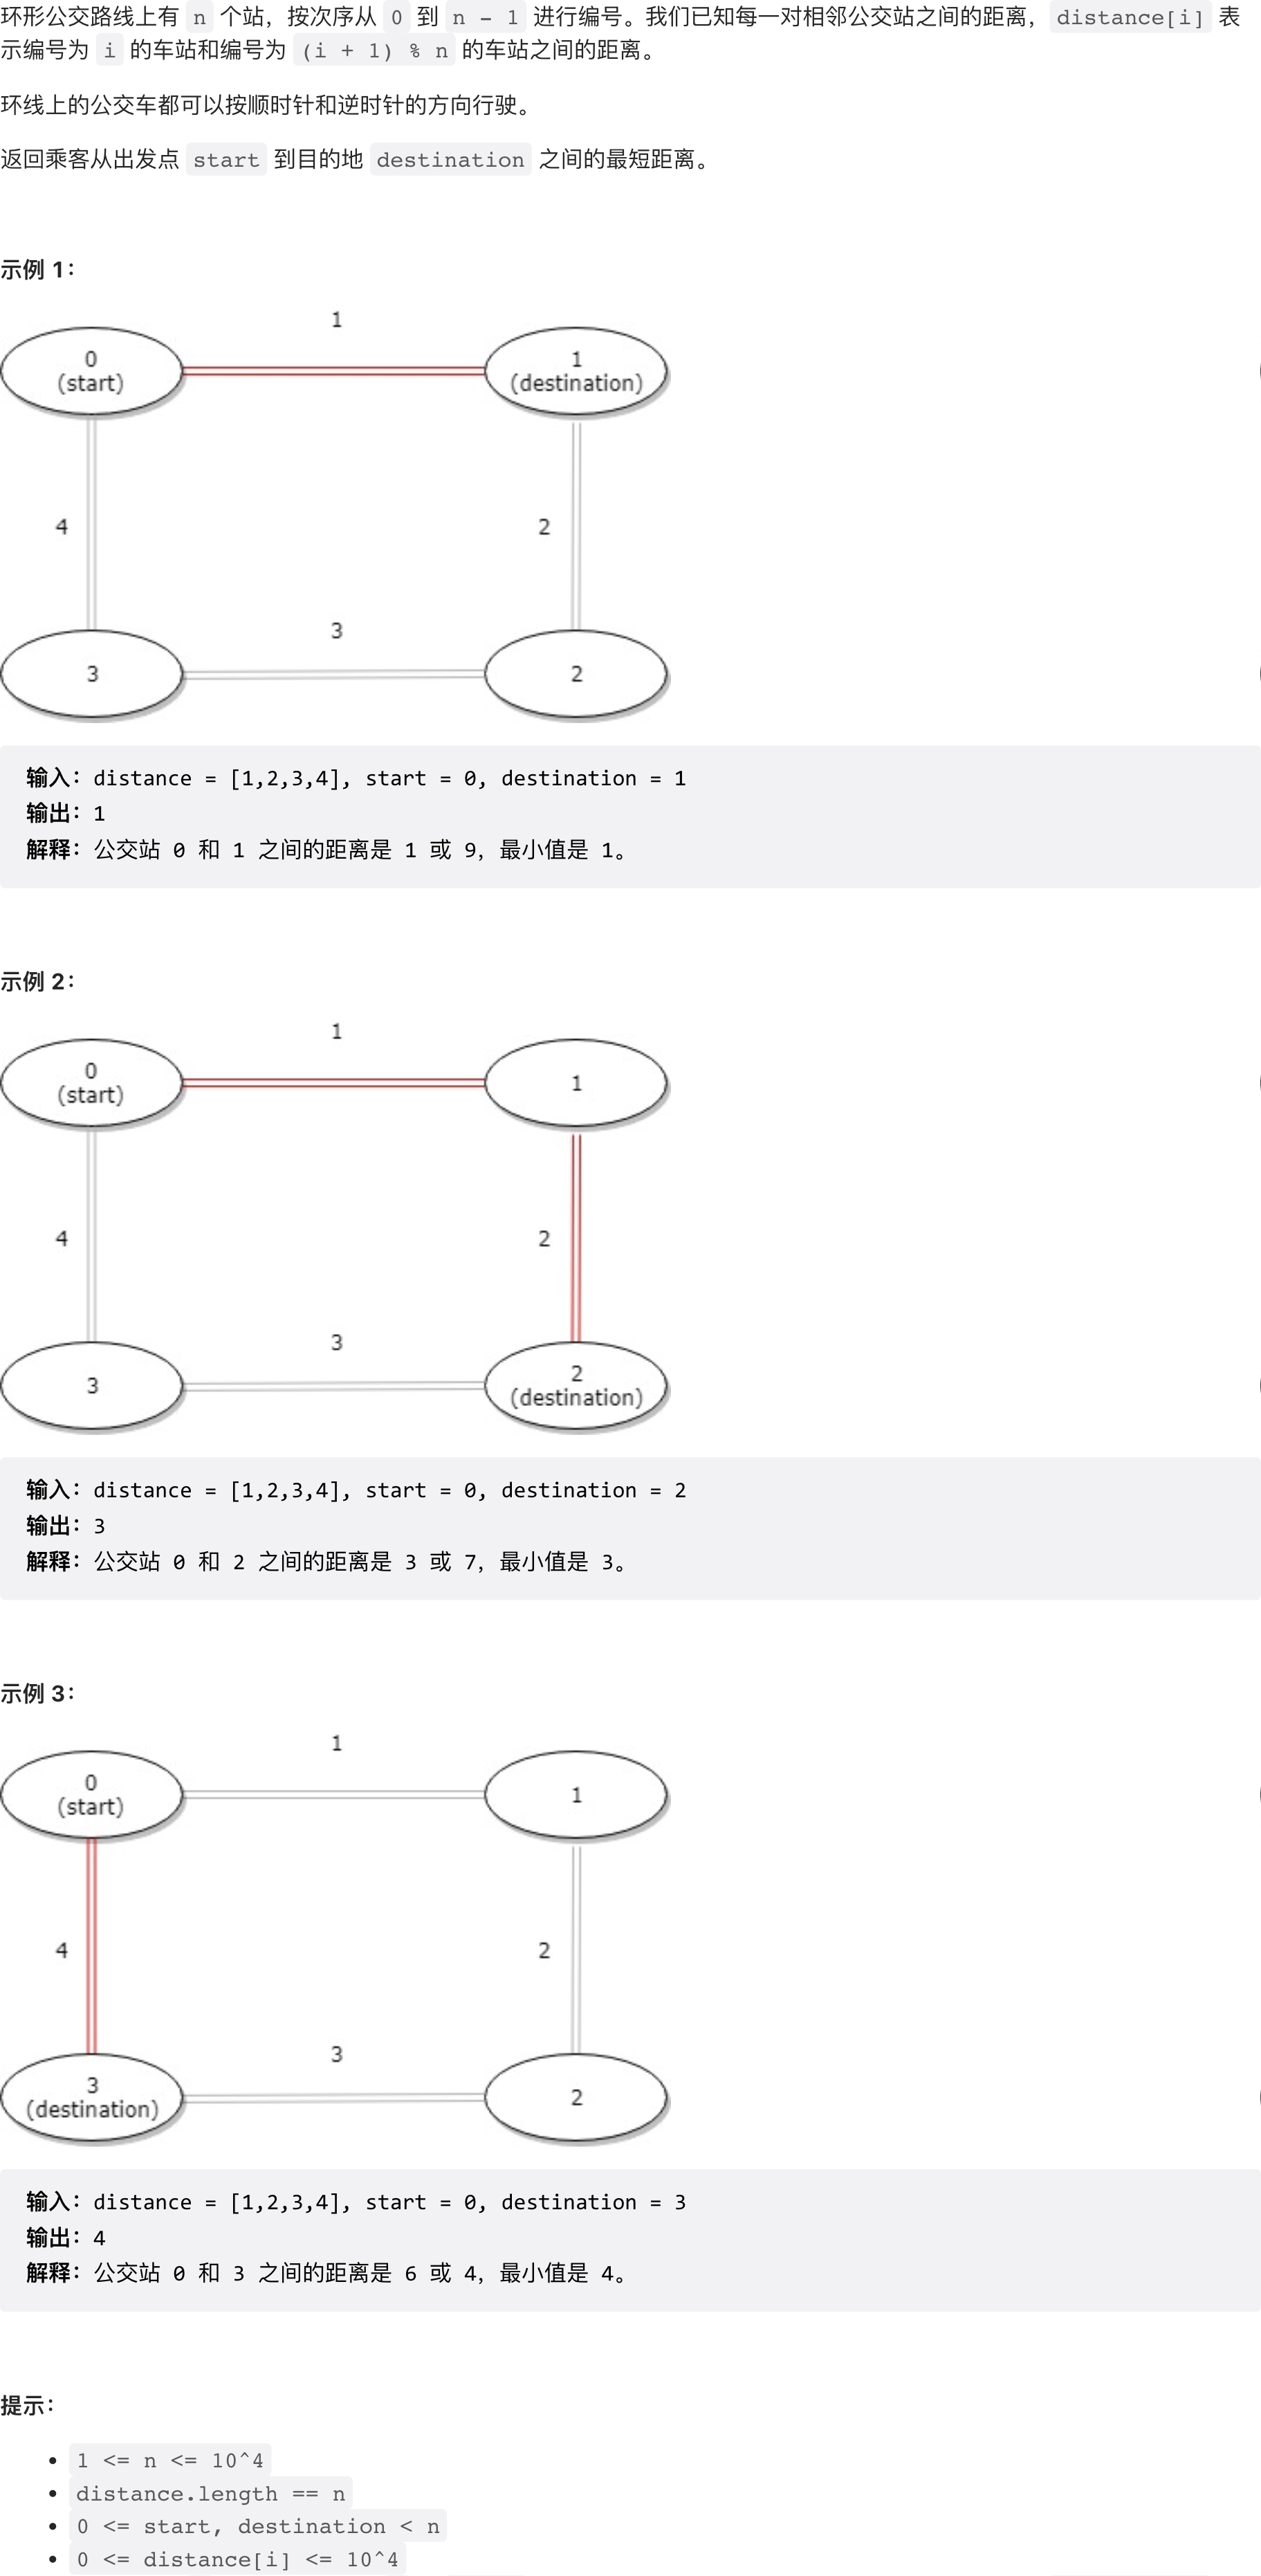 环形公交路线上有 n 个站，按次序从 0 到 n - 1 进行编号。我们已知每一对相邻公交站之间的距离， distance[i] 表
示编号为 i 的车站和编号为 (i + 1) % n 的车站之间的距离。
环线上的公交车都可以按顺时针和逆时针的方向行驶。
返回乘客从出发点 start 到目的地 destination 之间的最短距离。
示例 1：
1
0
(start)
1
(destination)
4
2
3
3
2
输入：distance = [1,2,3,4], start = 0, destination = 1
输出：1
解释：公交站 0 和 1 之间的距离是 1 或 9，最小值是 1。
示例 2：
1
0
(start)
1
4
2
3
3
2
(destination)
输入：distance = [1,2,3,4], start = 0, destination = 2
输出：3
解释：公交站 0 和 2 之间的距离是 3 或 7，最小值是 3。
示例 3：
1
0
(start)
1
4
2
3
3
(destination)
2
输入：distance = [1,2,3,4], start = 0, destination = 3
输出：4
解释：公交站 0 和 3 之间的距离是 6 或 4，最小值是 4。
提示：
• 1 <= n <= 10^4
• distance.length == n
• 0 <= start, destination < n
• 0 <= distance[i] <= 10^4